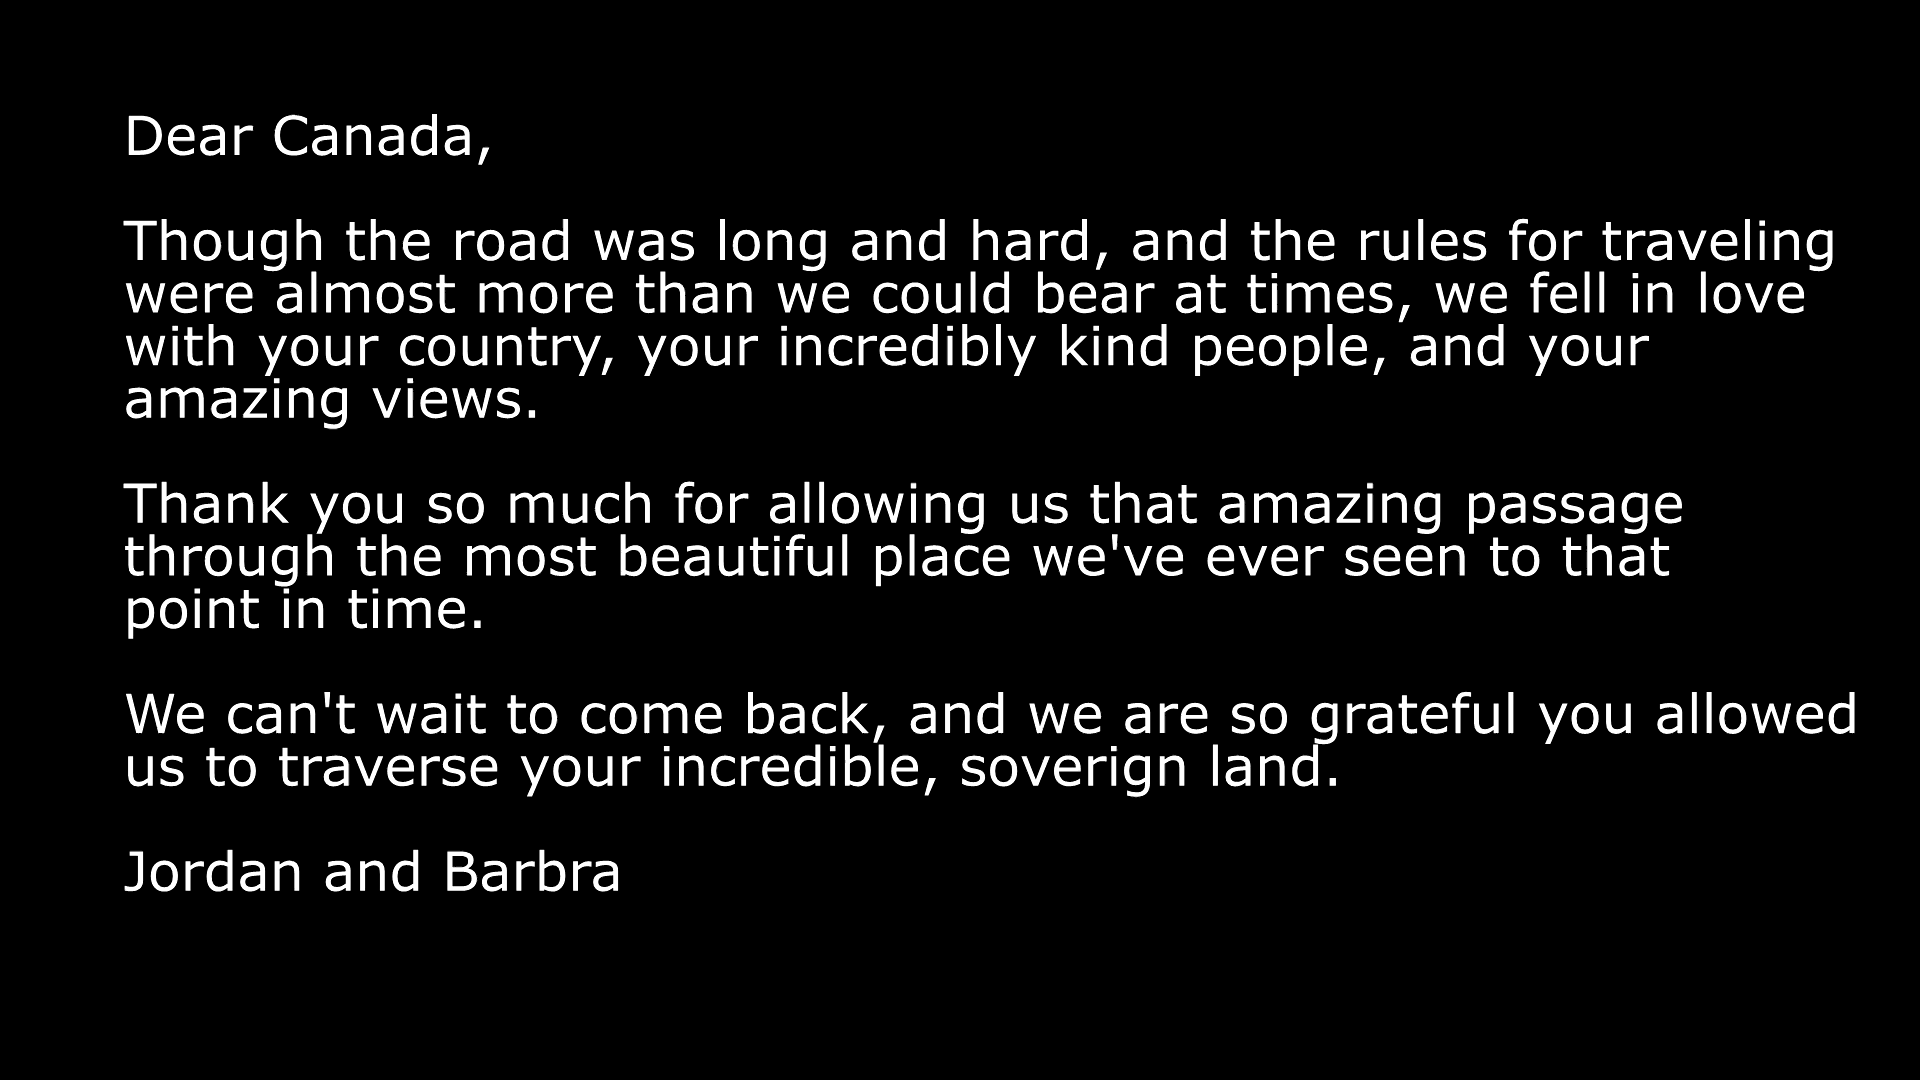 Dear Canada,
Though the road was long and hard, and the rules for traveling
were almost more than we could bear at times, we fell in love
with your country, your incredibly kind people, and your
amazing views.
Thank you so much for allowing us that amazing passage
through the most beautiful place we've ever seen to that
point in time.
We can't wait to come back, and we are so grateful you allowed
us to traverse your incredible, soverign land.
Jordan and Barbra